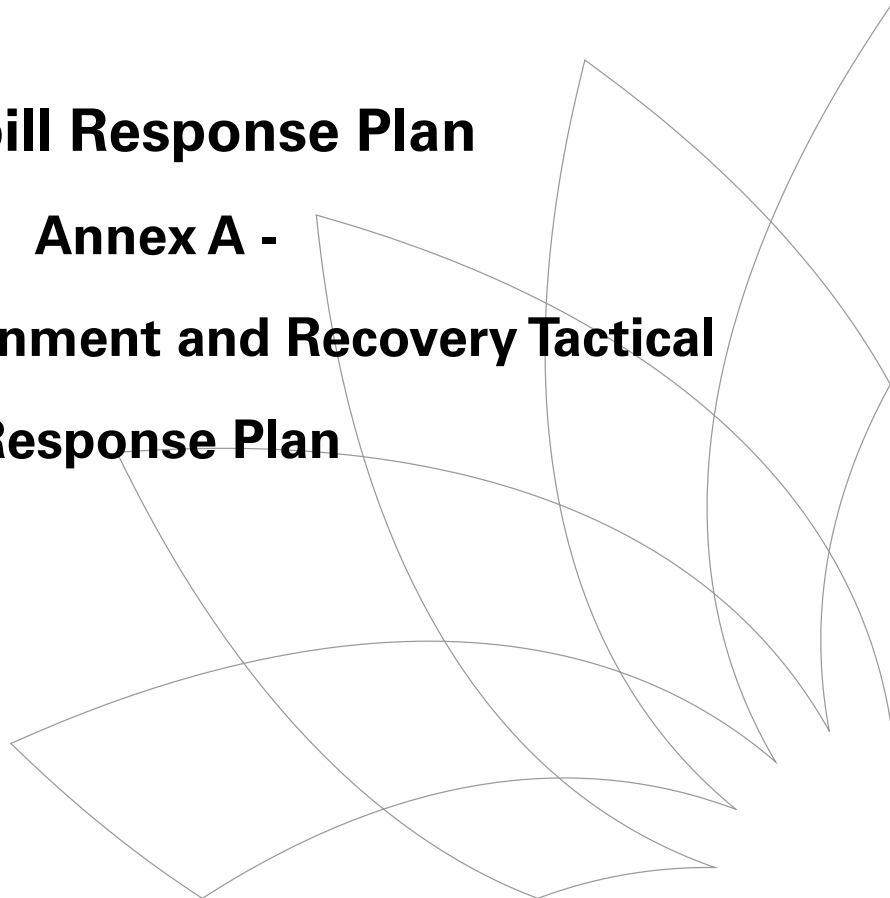 ill Response Plan
Annex A -
nment and Recovery Tactical
Response Plan